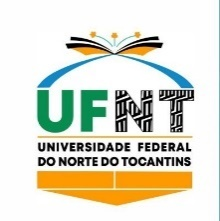 UFNT
UNIVERSIDADE FEDERAL
DO NORTE DO TOCANTINS